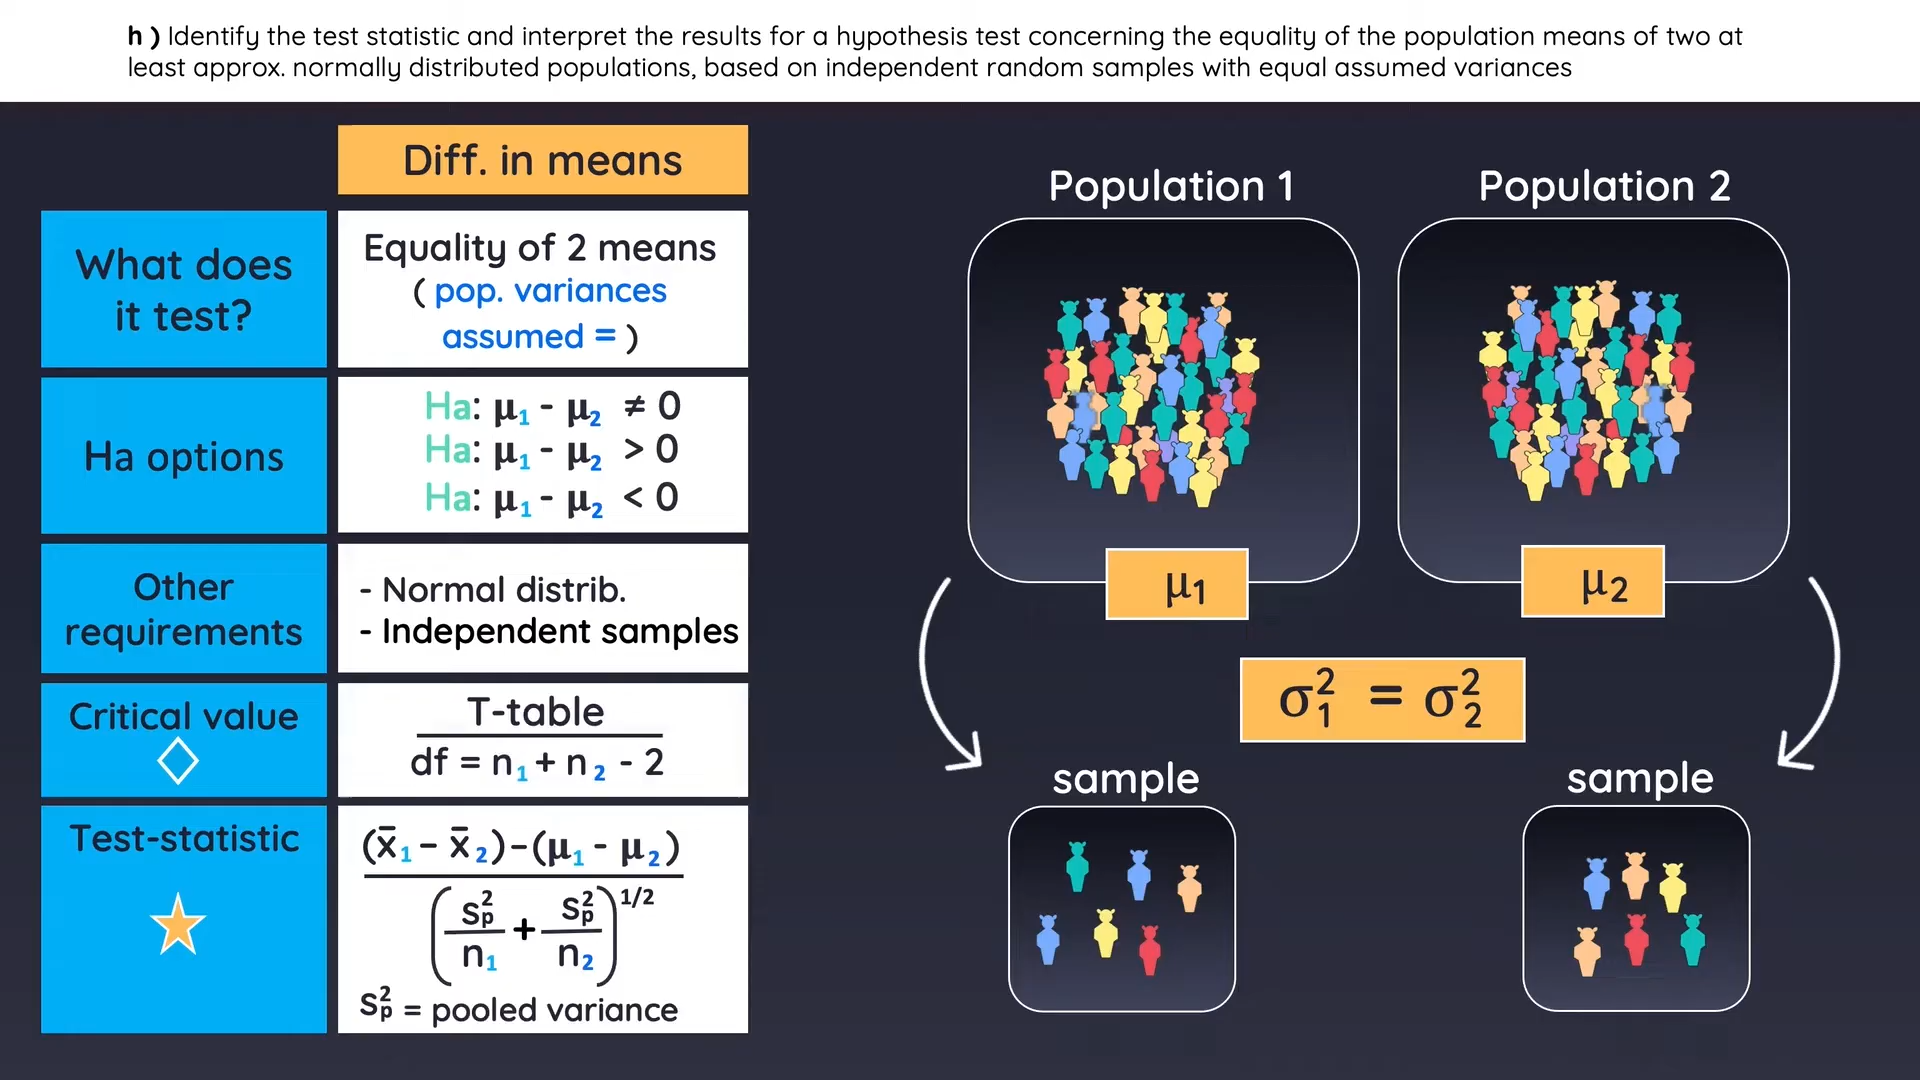 h ) Identify the test statistic and interpret the results for a hypothesis test concerning the equality of the population means of two at
least approx. normally distributed populations, based on independent random samples with equal assumed variances
Diff. in means
What does
it test?
Equality of 2 means
( pop. variances
assumed = )
Ha options
Ha: μ₁ - μ₂ ≠ 0
Ha: μ₁ - μ₂ > 0
Ha: μ₁ - μ₂ < 0
Other
requirements
- Normal distrib.
- Independent samples
Critical value
T-table
df = n₁ + n₂ - 2
Test-statistic
(x̄₁ - x̄₂) - (μ₁ - μ₂)
(s²ₚ/n₁ + s²ₚ/n₂)^1/2
s²ₚ = pooled variance
Population 1
Population 2
μ₁
μ₂
σ²₁ = σ²₂
sample
sample